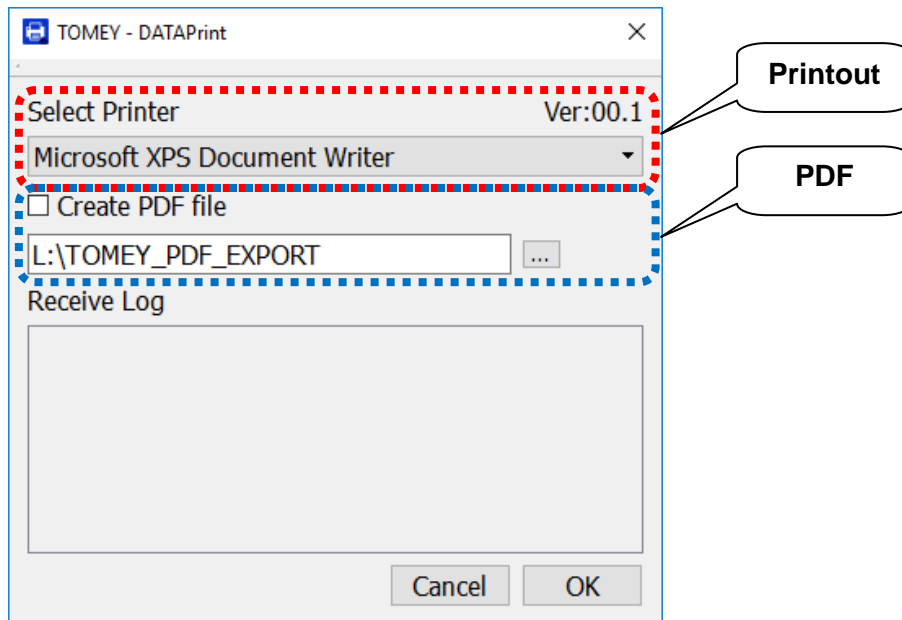 TOMEY - DATAPrint
Printout
Select Printer Ver:00.1
Microsoft XPS Document Writer
PDF
Create PDF file
L:\TOMEY_PDF_EXPORT ...
Receive Log
Cancel OK